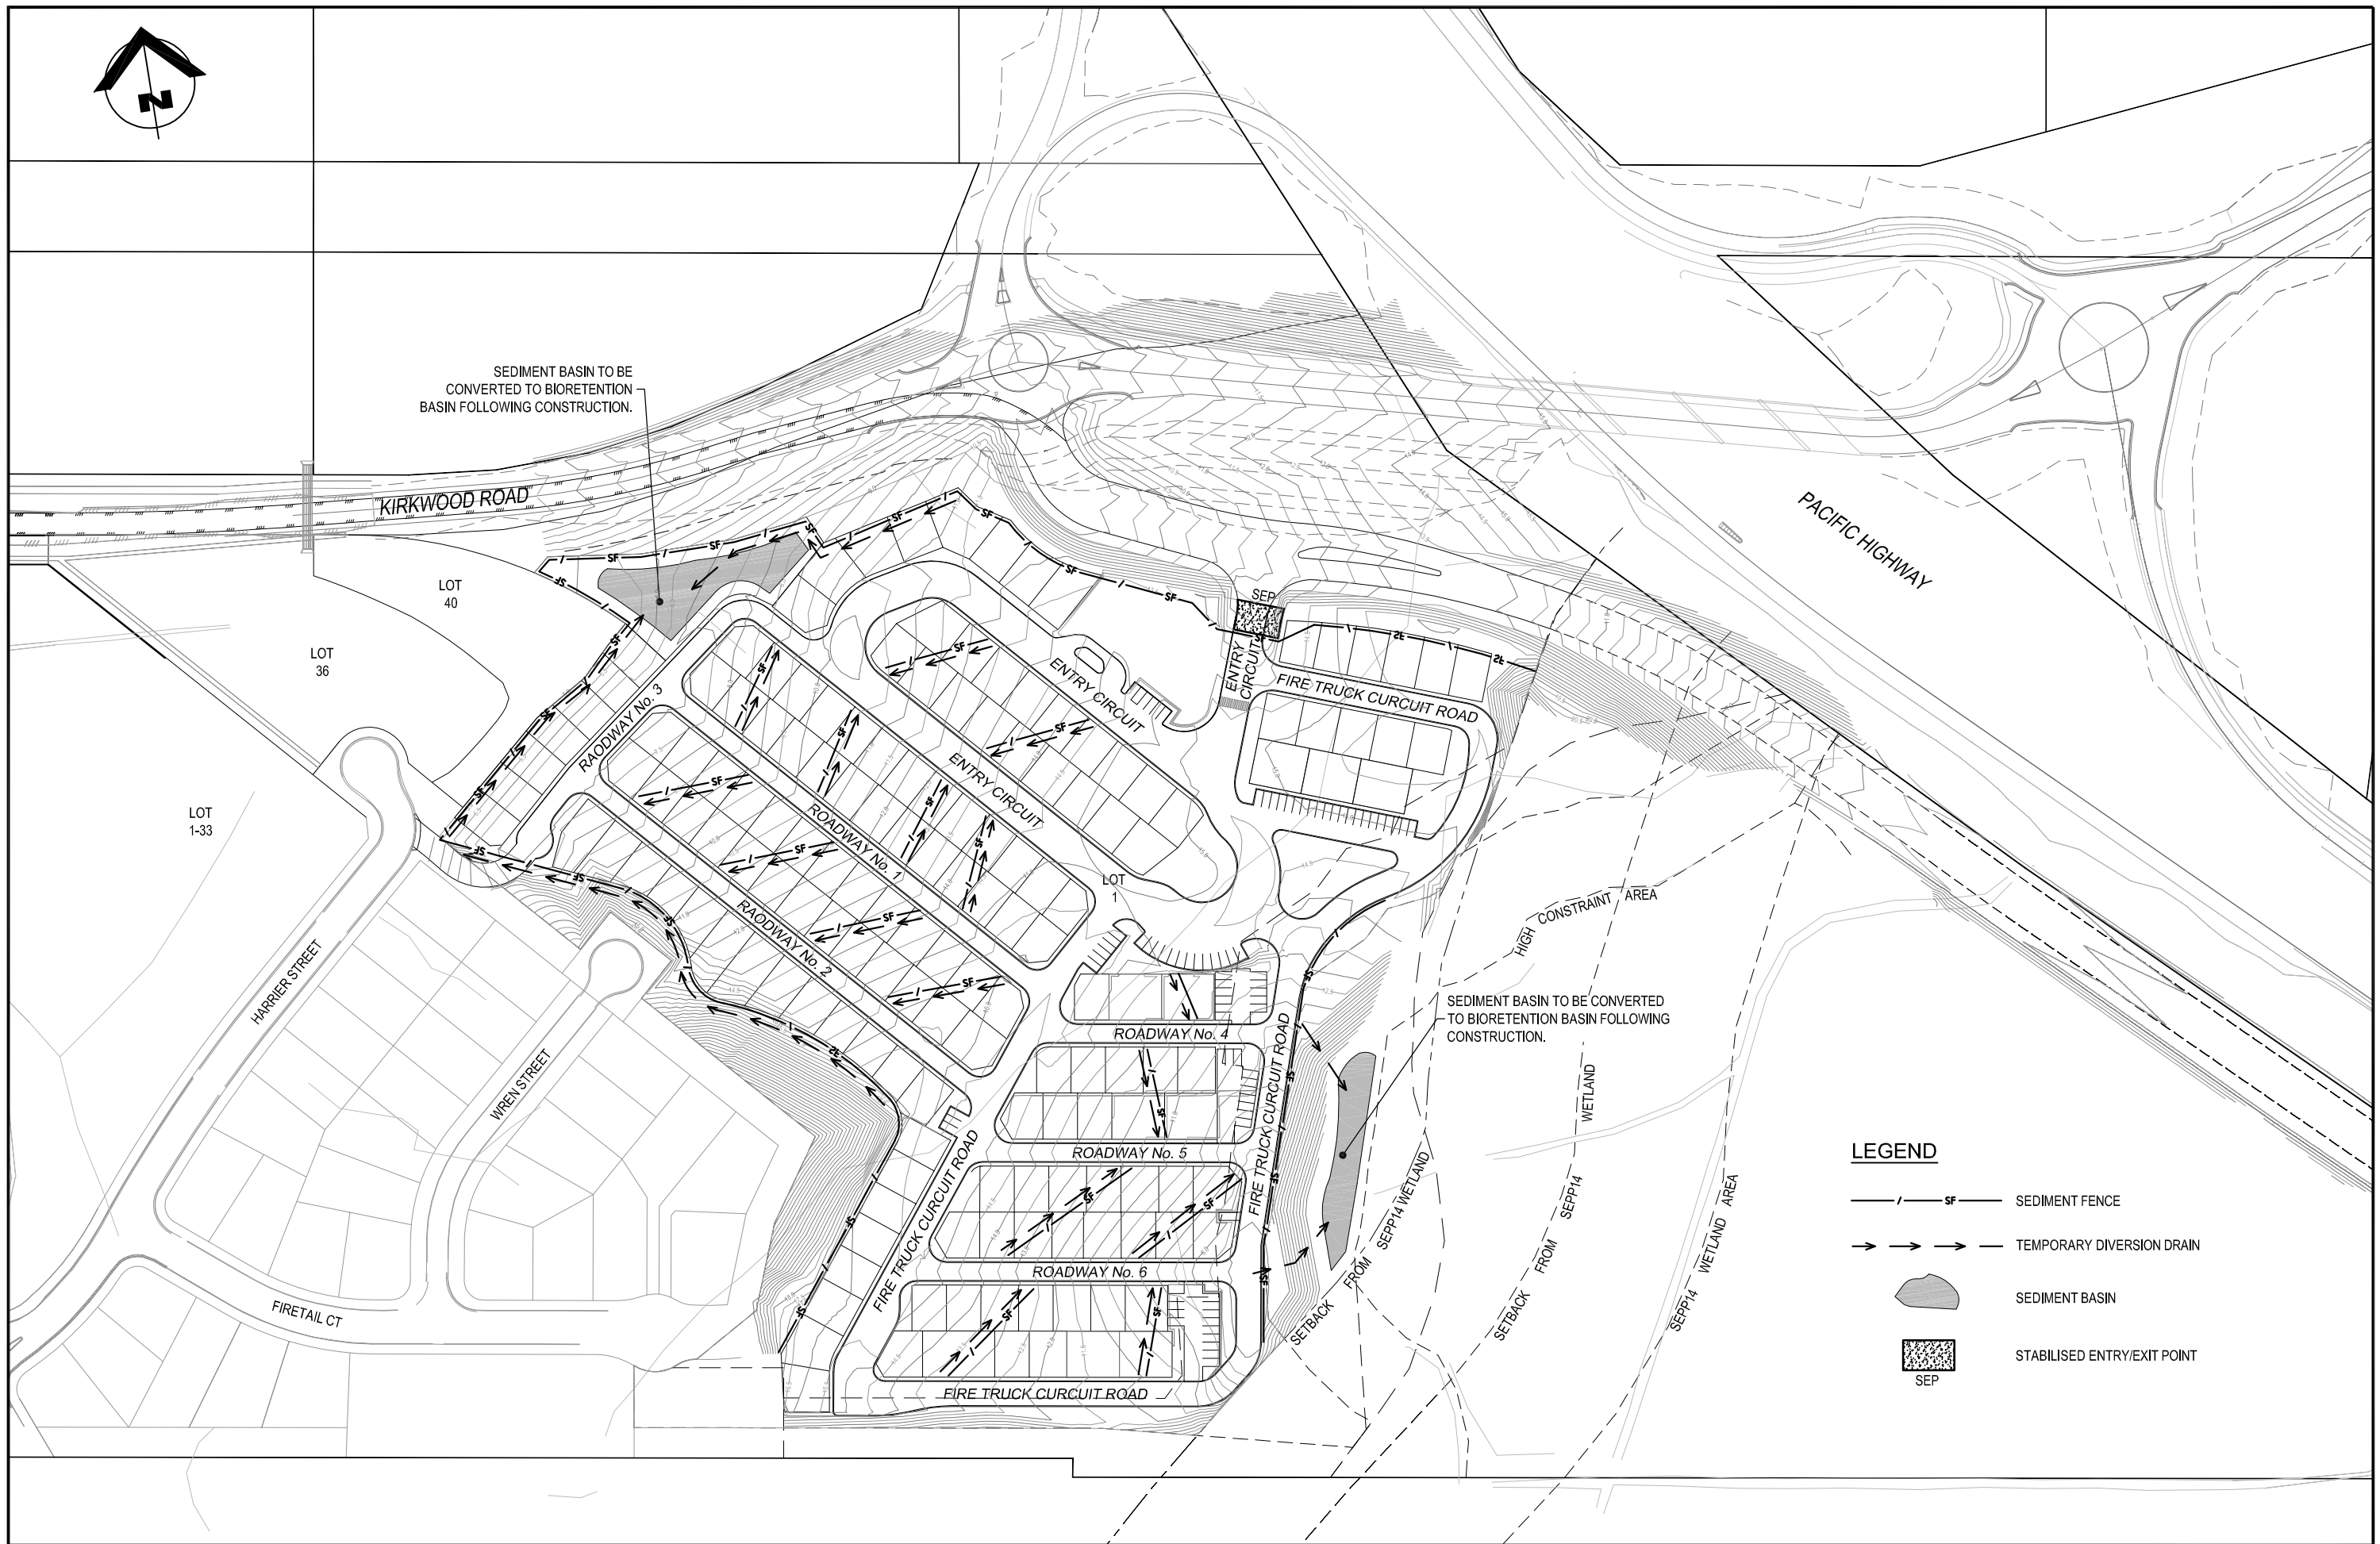 N
SEDIMENT BASIN TO BE
CONVERTED TO BIORETENTION
BASIN FOLLOWING CONSTRUCTION.
KIRKWOOD ROAD
PACIFIC HIGHWAY
LOT
40
LOT
36
LOT
1-33
SEP
ENTRY
CIRCUIT
FIRE TRUCK CURCUIT ROAD
ENTRY CIRCUIT
ENTRY CIRCUIT
RAODWAY No. 3
ROADWAY No. 1
RAODWAY No. 2
LOT
1
HIGH CONSTRAINT AREA
HARRIER STREET
WREN STREET
FIRETAIL CT
SEDIMENT BASIN TO BE CONVERTED
TO BIORETENTION BASIN FOLLOWING
CONSTRUCTION.
ROADWAY No. 4
ROADWAY No. 5
ROADWAY No. 6
FIRE TRUCK CURCUIT ROAD
FIRE TRUCK CURCUIT ROAD
FIRE TRUCK CURCUIT ROAD
SETBACK FROM SEPP14 WETLAND
SETBACK FROM SEPP14 WETLAND
SEPP14 WETLAND AREA
LEGEND
SF SEDIMENT FENCE
TEMPORARY DIVERSION DRAIN
SEDIMENT BASIN
STABILISED ENTRY/EXIT POINT
SEP